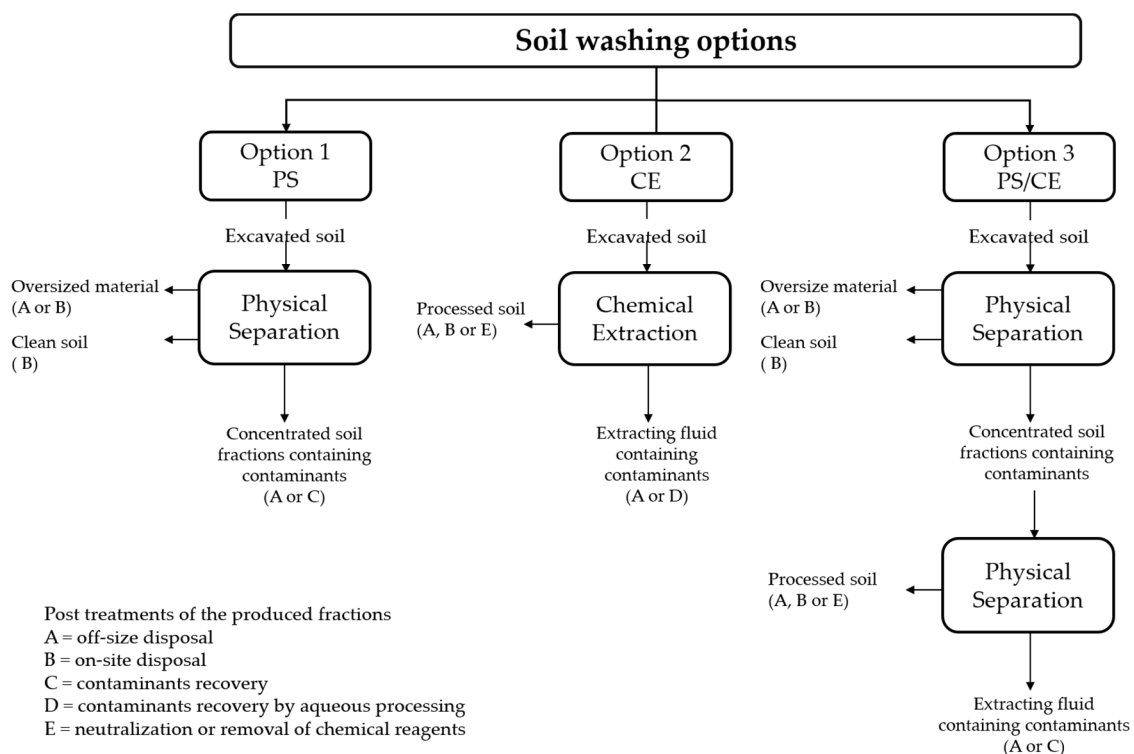 Soil washing options
Option 1
PS
Option 2
CE
Option 3
PS/CE
Excavated soil
Excavated soil
Excavated soil
Oversized material
(A or B)
Clean soil
( B)
Physical
Separation
Processed soil
(A, B or E)
Chemical
Extraction
Oversize material
(A or B)
Clean soil
( B)
Physical
Separation
Concentrated soil
fractions containing
contaminants
(A or C)
Extracting fluid
containing
contaminants
(A or D)
Concentrated soil
fractions containing
contaminants
Processed soil
(A, B or E)
Physical
Separation
Extracting fluid
containing contaminants
(A or C)
Post treatments of the produced fractions
A = off-size disposal
B = on-site disposal
C = contaminants recovery
D = contaminants recovery by aqueous processing
E = neutralization or removal of chemical reagents